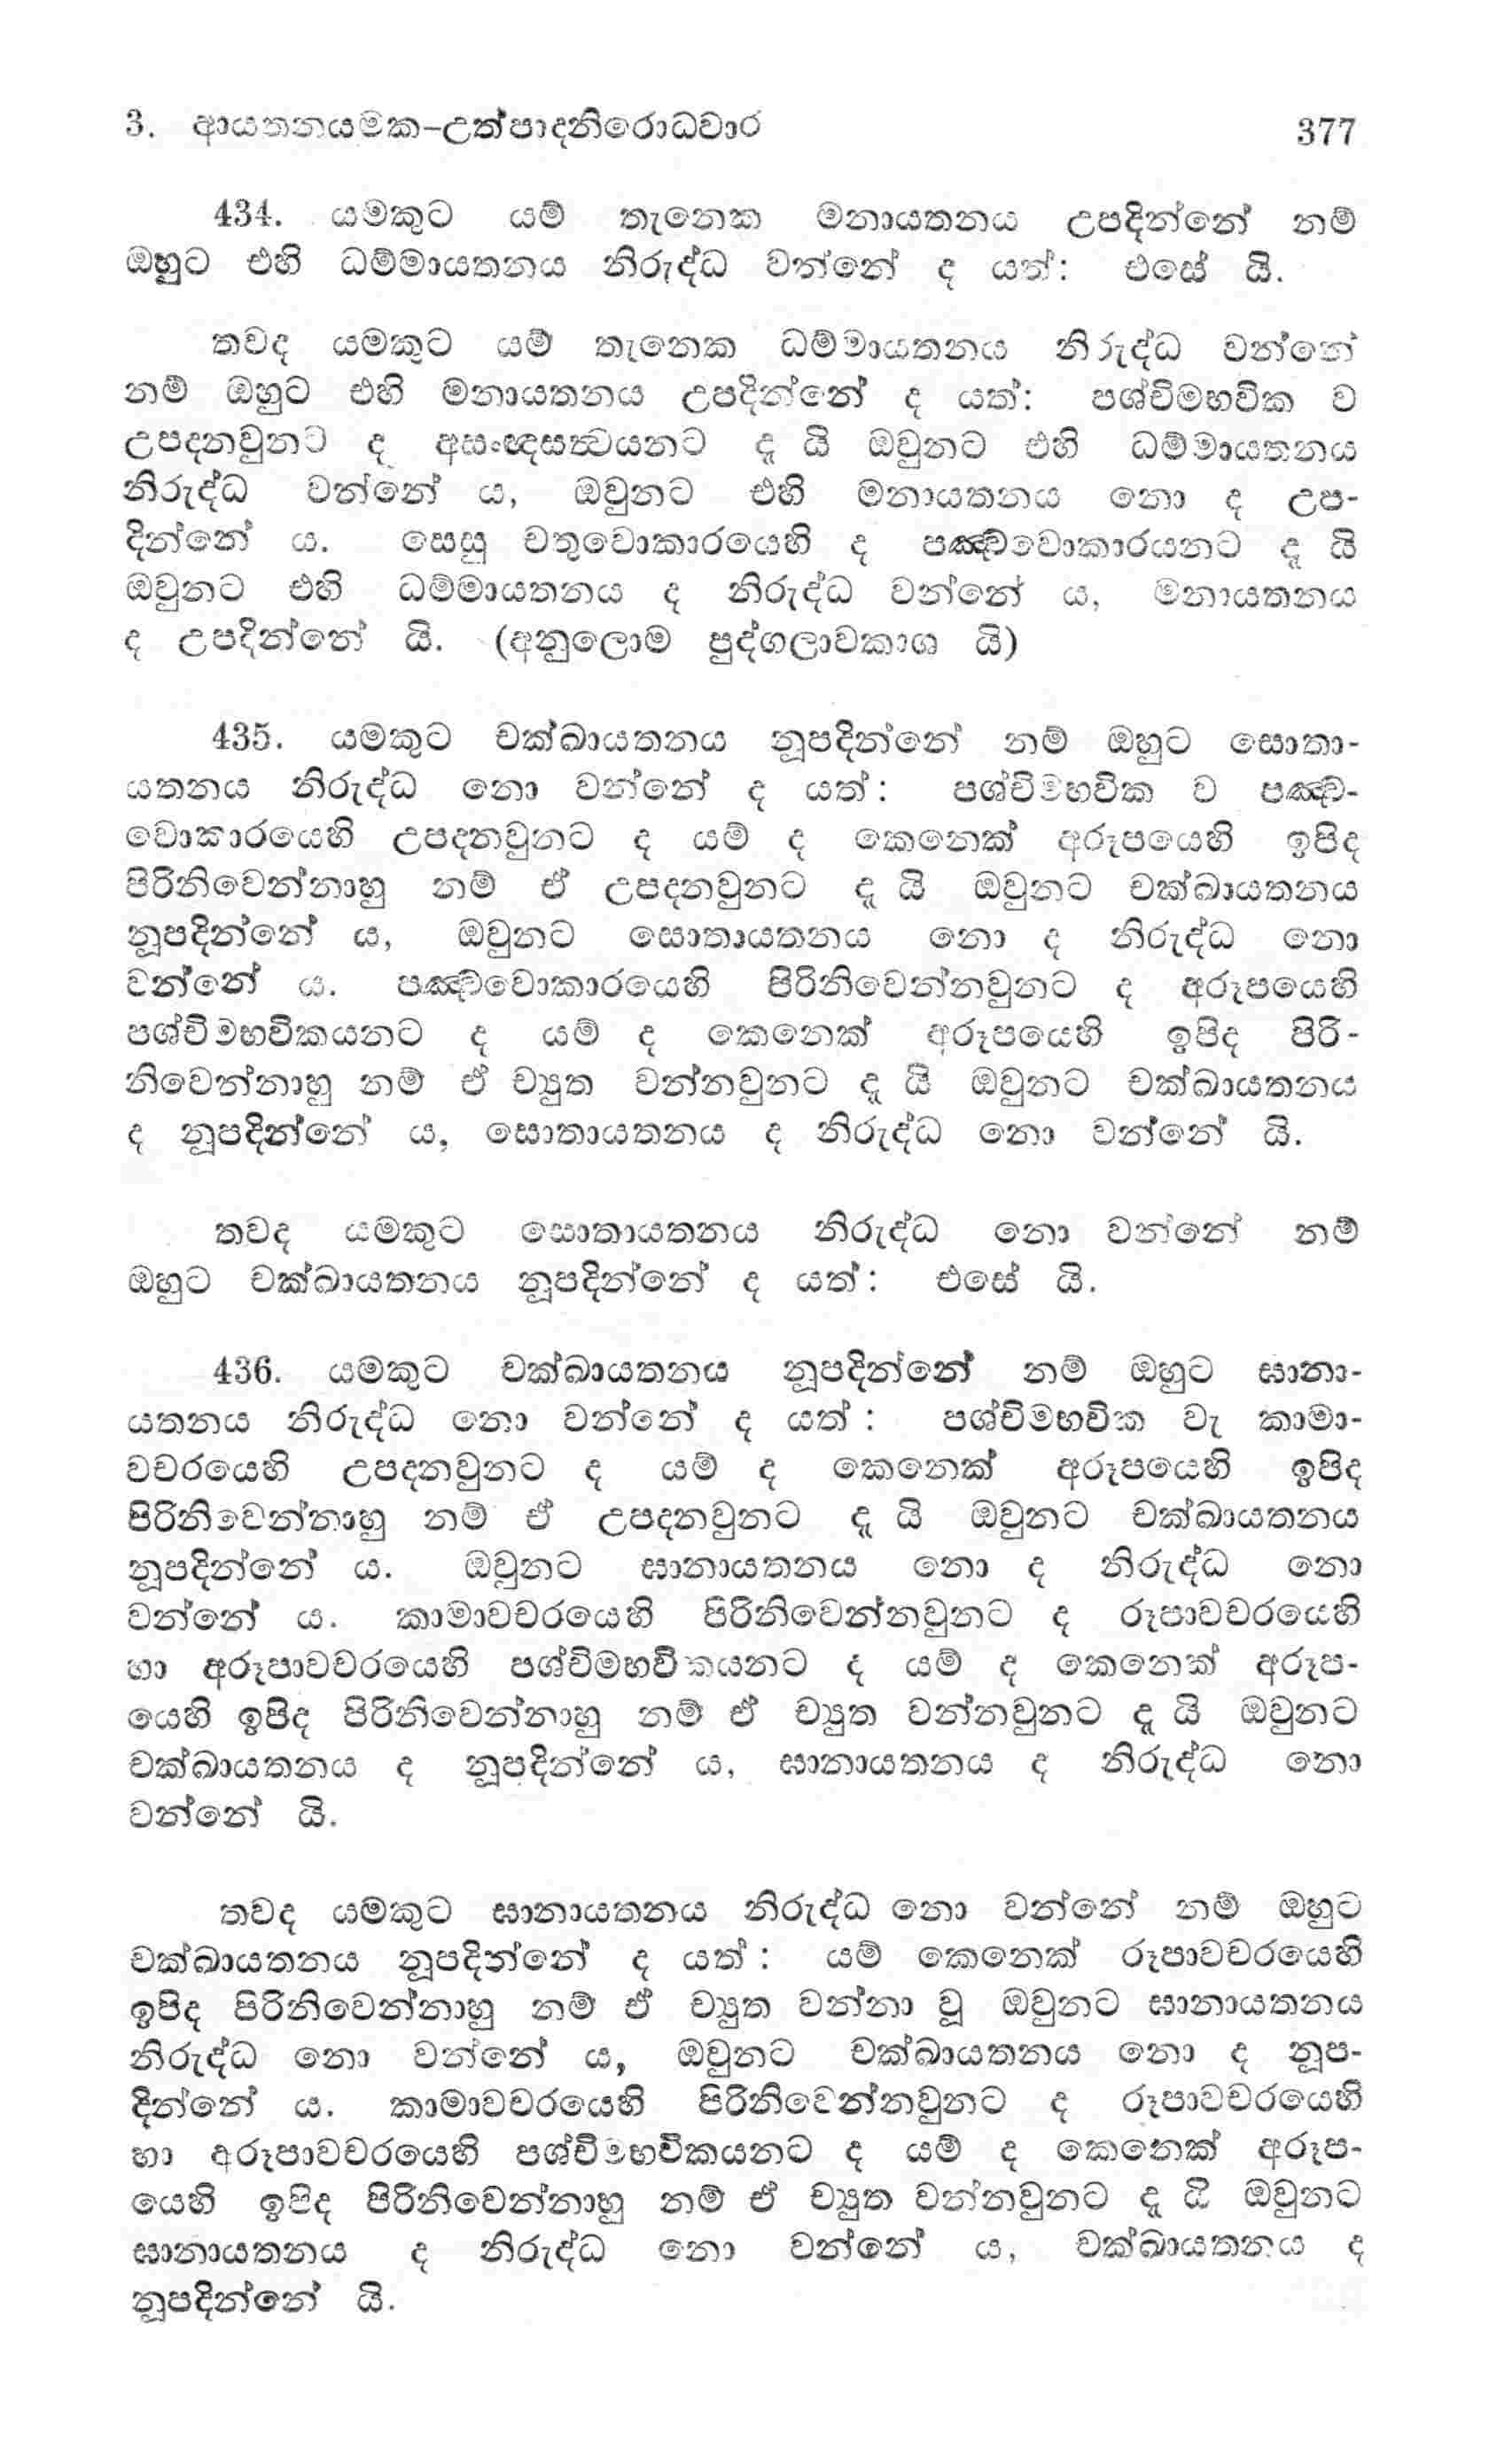 3. ආයතනයමක–උත්පාදනිරොධවාර 377
434. යමකුට යම් තැනෙක මනායතනය උපදින්නේ නම්
ඔහුට එහි ධම්මායතනය නිරුද්ධ වන්නේ ද යත්: එසේ යි.
තවද යමකුට යම් තැනෙක ධම්මායතනය නිරුද්ධ වන්නේ
නම් ඔහුට එහි මනායතනය උපදින්නේ ද යත්: පශ්චිමභවික ව
උපදනවුනට ද අසංඥසත්‍වයනට දැ යි ඔවුනට එහි ධම්මායතනය
නිරුද්ධ වන්නේ ය, ඔවුනට එහි මනායතනය නො ද උප-
දින්නේ ය. සෙසු චතුවොකාරයෙහි ද පඤ්චවොකාරයනට දැ යි
ඔවුනට එහි ධම්මායතනය ද නිරුද්ධ වන්නේ ය, මනායතනය
ද උපදින්නේ යි. (අනුලොම පුද්ගලාවකාශ යි)
435. යමකුට චක්ඛායතනය නූපදින්නේ නම් ඔහුට සොතා-
යතනය නිරුද්ධ නො වන්නේ ද යත්: පශ්චිමභවික ව පඤ්ච-
වොකාරයෙහි උපදනවුනට ද යම් ද කෙනෙක් අරූපයෙහි ඉපිද
පිරිනිවෙන්නාහු නම් ඒ උපදනවුනට දැ යි ඔවුනට චක්ඛායතනය
නූපදින්නේ ය, ඔවුනට සොතායතනය නො ද නිරුද්ධ නො
වන්නේ ය. පඤ්චවොකාරයෙහි පිරිනිවෙන්නවුනට ද අරූපයෙහි
පශ්චිමභවිකයනට ද යම් ද කෙනෙක් අරූපයෙහි ඉපිද පිරි-
නිවෙන්නාහු නම් ඒ ච්‍යුත වන්නවුනට දැ යි ඔවුනට චක්ඛායතනය
ද නූපදින්නේ ය, සොතායතනය ද නිරුද්ධ නො වන්නේ යි.
තවද යමකුට සොතායතනය නිරුද්ධ නො වන්නේ නම්
ඔහුට චක්ඛායතනය නූපදින්නේ ද යත්: එසේ යි.
436. යමකුට චක්ඛායතනය නූපදින්නේ නම් ඔහුට ඝානා-
යතනය නිරුද්ධ නො වන්නේ ද යත්: පශ්චිමභවික වැ කාමා-
වචරයෙහි උපදනවුනට ද යම් ද කෙනෙක් අරූපයෙහි ඉපිද
පිරිනිවෙන්නාහු නම් ඒ උපදනවුනට දැ යි ඔවුනට චක්ඛායතනය
නූපදින්නේ ය. ඔවුනට ඝානායතනය නො ද නිරුද්ධ නො
වන්නේ ය. කාමාවචරයෙහි පිරිනිවෙන්නවුනට ද රූපාවචරයෙහි
හා අරූපාවචරයෙහි පශ්චිමභවිකයනට ද යම් ද කෙනෙක් අරූප-
යෙහි ඉපිද පිරිනිවෙන්නාහු නම් ඒ ච්‍යුත වන්නවුනට දැ යි ඔවුනට
චක්ඛායතනය ද නූපදින්නේ ය, ඝානායතනය ද නිරුද්ධ නො
වන්නේ යි.
තවද යමකුට ඝානායතනය නිරුද්ධ නො වන්නේ නම් ඔහුට
චක්ඛායතනය නූපදින්නේ ද යත්: යම් කෙනෙක් රූපාවචරයෙහි
ඉපිද පිරිනිවෙන්නාහු නම් ඒ ච්‍යුත වන්නා වූ ඔවුනට ඝානායතනය
නිරුද්ධ නො වන්නේ ය, ඔවුනට චක්ඛායතනය නො ද නූප-
දින්නේ ය. කාමාවචරයෙහි පිරිනිවෙන්නවුනට ද රූපාවචරයෙහි
හා අරූපාවචරයෙහි පශ්චිමභවිකයනට ද යම් ද කෙනෙක් අරූප-
යෙහි ඉපිද පිරිනිවෙන්නාහු නම් ඒ ච්‍යුත වන්නවුනට දැ යි ඔවුනට
ඝානායතනය ද නිරුද්ධ නො වන්නේ ය, චක්ඛායතනය ද
නූපදින්නේ යි.